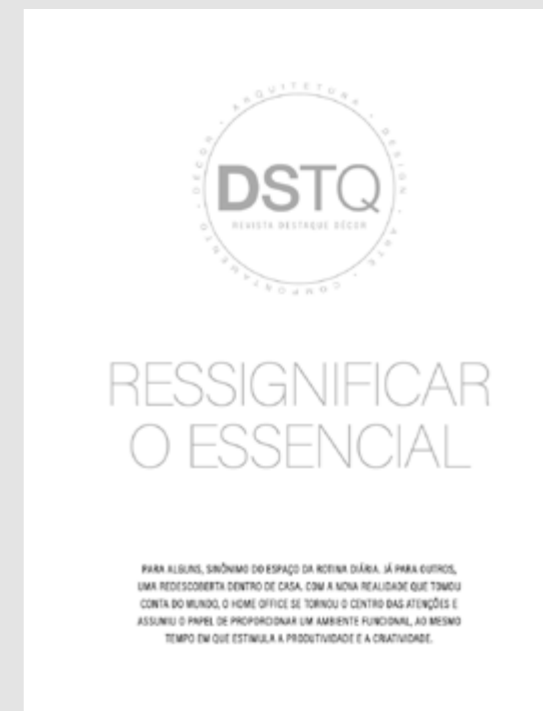 DÉCOR · ARQUITETURA · DESIGN · ARTE · COMPORTAMENTO ·
DSTQ
REVISTA DESTAQUE DÉCOR
RESSIGNIFICAR
O ESSENCIAL
PARA ALGUNS, SINÔNIMO DO ESPAÇO DA ROTINA DIÁRIA. JÁ PARA OUTROS,
UMA REDESCOBERTA DENTRO DE CASA. COM A NOVA REALIDADE QUE TOMOU
CONTA DO MUNDO, O HOME OFFICE SE TORNOU O CENTRO DAS ATENÇÕES E
ASSUMIU O PAPEL DE PROPORCIONAR UM AMBIENTE FUNCIONAL, AO MESMO
TEMPO EM QUE ESTIMULA A PRODUTIVIDADE E A CRIATIVIDADE.